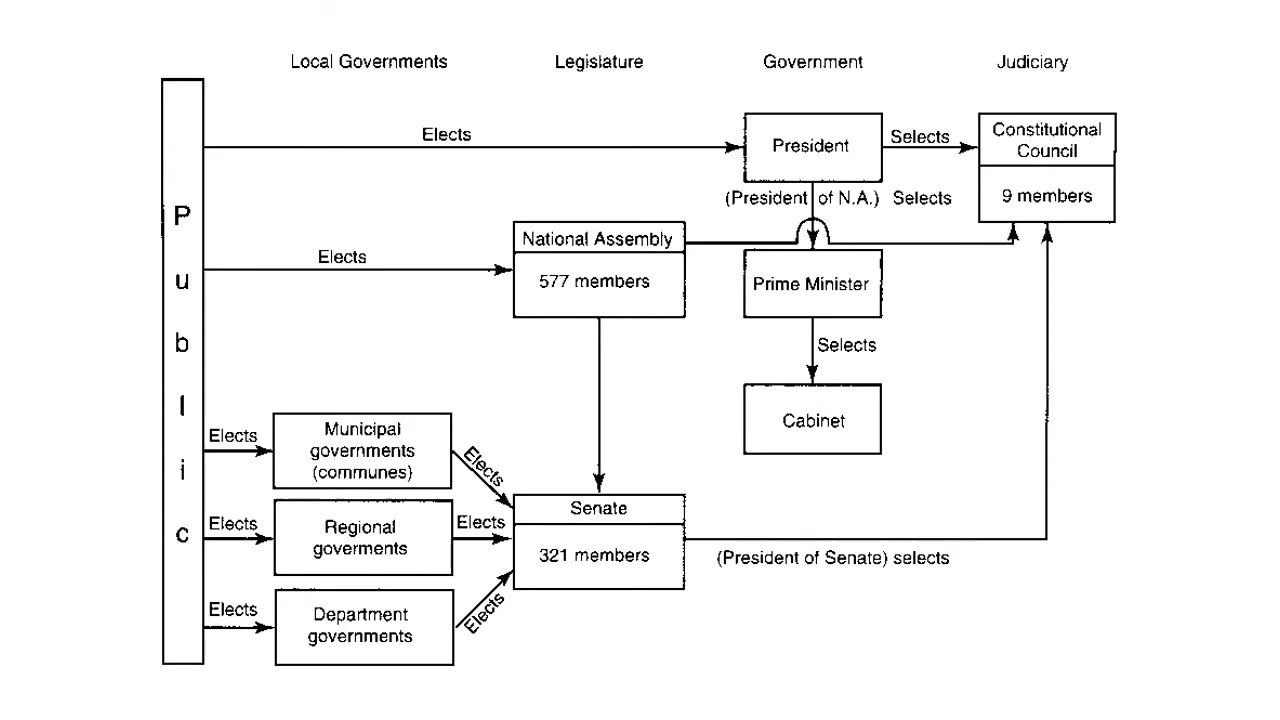 Local Governments
Legislature
Government
Judiciary
Public
Elects
President
Selects
Constitutional
Council
9 members
(President of N.A.) Selects
Elects
National Assembly
577 members
Prime Minister
Selects
Cabinet
Elects
Municipal
governments
(communes)
Elects
Elects
Regional
goverments
Elects
Senate
321 members
(President of Senate) selects
Elects
Department
governments
Elects